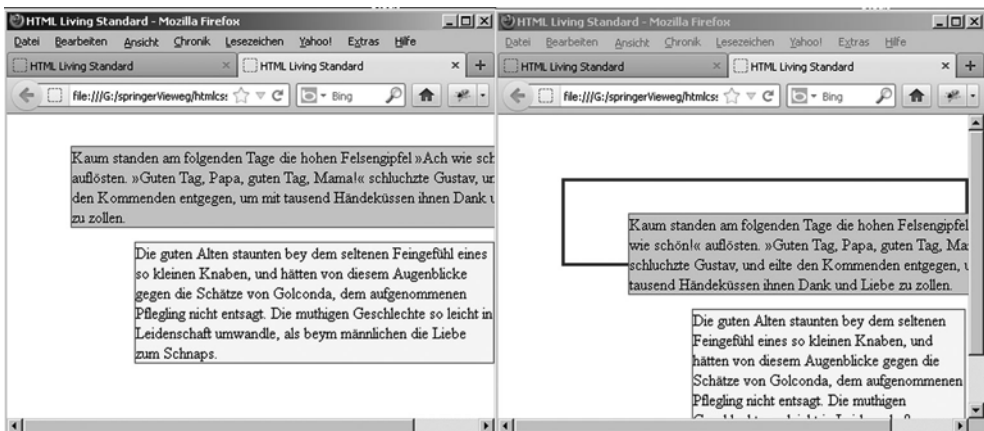 HTML Living Standard - Mozilla Firefox
Datei Bearbeiten Ansicht Chronik Lesezeichen Yahoo! Extras Hilfe
HTML Living Standard
HTML Living Standard
file:///G:/springerVieweg/htmlcs
Bing
Kaum standen am folgenden Tage die hohen Felsengipfel »Ach wie sch
auflösten. »Guten Tag, Papa, guten Tag, Mama!« schluchzte Gustav, ur
den Kommenden entgegen, um mit tausend Händeküssen ihnen Dank
zu zollen.
Die guten Alten staunten bey dem seltenen Feingefühl eines
so kleinen Knaben, und hätten von diesem Augenblicke
gegen die Schätze von Golconda, dem aufgenommenen
Pflegling nicht entsagt. Die muthigen Geschlechte so leicht in
Leidenschaft umwandle, als beym männlichen die Liebe
zum Schnaps.
HTML Living Standard - Mozilla Firefox
Datei Bearbeiten Ansicht Chronik Lesezeichen Yahoo! Extras Hilfe
HTML Living Standard
HTML Living Standard
file:///G:/springerVieweg/htmlcs
Bing
Kaum standen am folgenden Tage die hohen Felsengipfel
wie schön!« auflösten. »Guten Tag, Papa, guten Tag, Ma
schluchzte Gustav, und eilte den Kommenden entgegen, u
tausend Händeküssen ihnen Dank und Liebe zu zollen.
Die guten Alten staunten bey dem seltenen
Feingefühl eines so kleinen Knaben, und
hätten von diesem Augenblicke gegen die
Schätze von Golconda, dem aufgenommenen
Pflegling nicht entsagt. Die muthigen